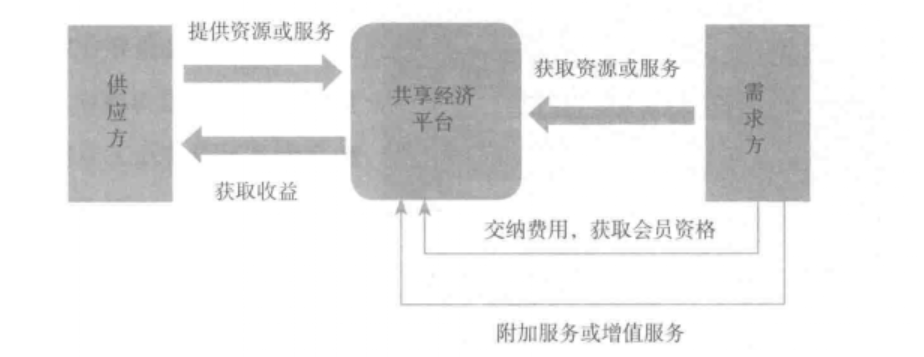 提供资源或服务
供应方
共享经济
平台
获取资源或服务
需求方
获取收益
交纳费用，获取会员资格
附加服务或增值服务